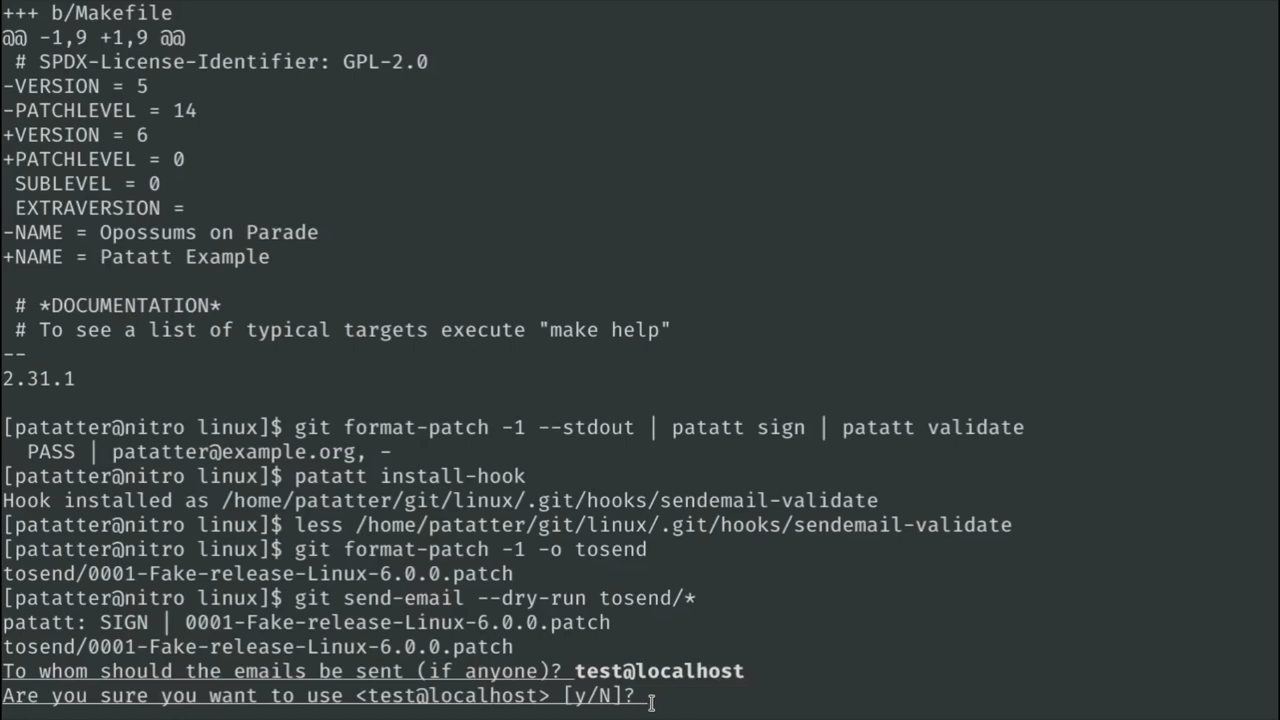 +++ b/Makefile
@@ -1,9 +1,9 @@
 # SPDX-License-Identifier: GPL-2.0
-VERSION = 5
-PATCHLEVEL = 14
+VERSION = 6
+PATCHLEVEL = 0
 SUBLEVEL = 0
 EXTRAVERSION =
-NAME = Opossums on Parade
+NAME = Patatt Example
 # *DOCUMENTATION*
 # To see a list of typical targets execute "make help"
--
2.31.1
[patatter@nitro linux]$ git format-patch -1 --stdout | patatt sign | patatt validate
  PASS | patatter@example.org, -
[patatter@nitro linux]$ patatt install-hook
Hook installed as /home/patatter/git/linux/.git/hooks/sendemail-validate
[patatter@nitro linux]$ less /home/patatter/git/linux/.git/hooks/sendemail-validate
[patatter@nitro linux]$ git format-patch -1 -o tosend
tosend/0001-Fake-release-Linux-6.0.0.patch
[patatter@nitro linux]$ git send-email --dry-run tosend/*
patatt: SIGN | 0001-Fake-release-Linux-6.0.0.patch
tosend/0001-Fake-release-Linux-6.0.0.patch
To whom should the emails be sent (if anyone)? test@localhost
Are you sure you want to use <test@localhost> [y/N]?